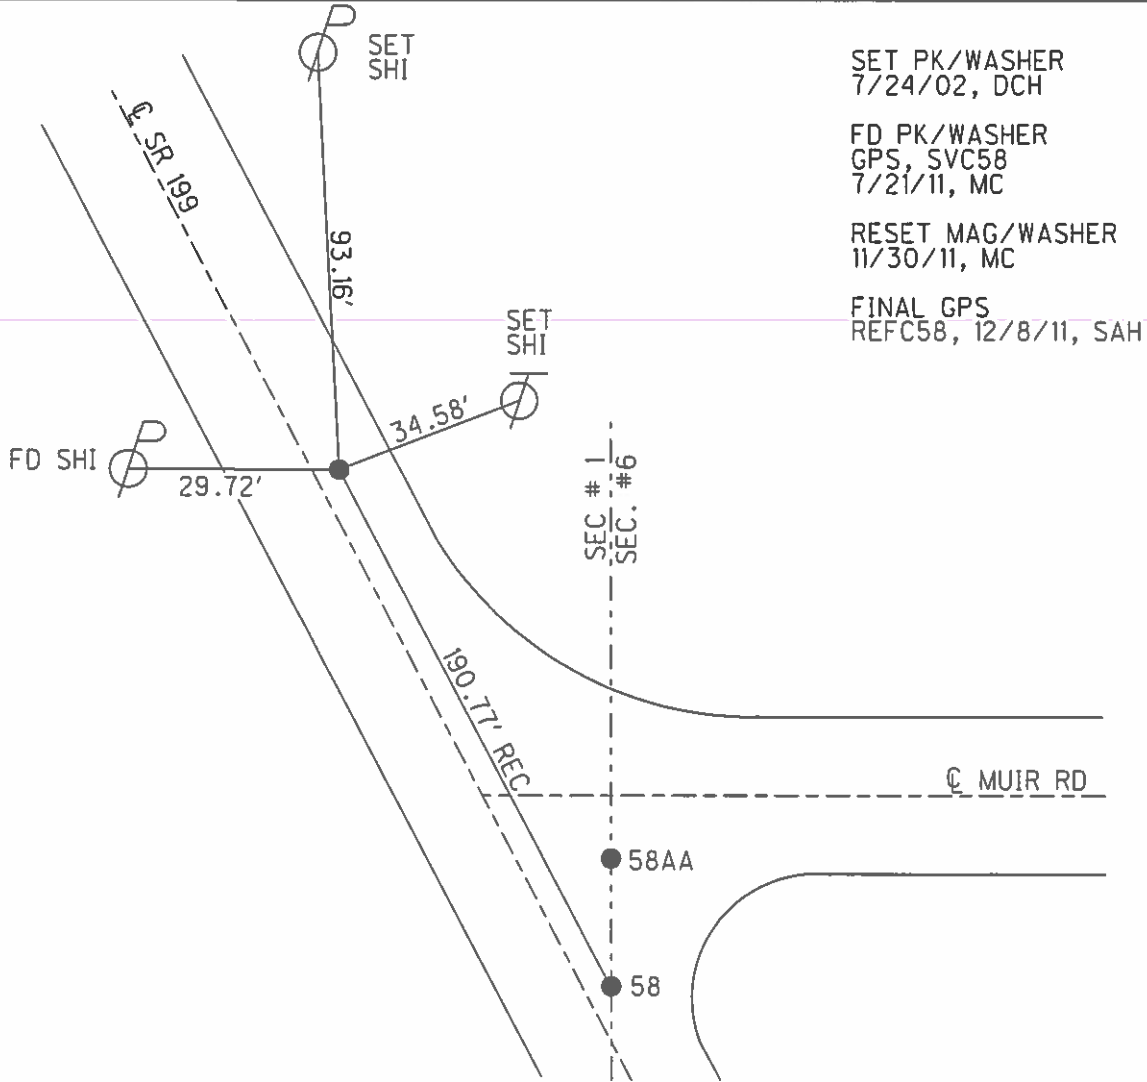 SET
SHI
SET PK/WASHER
7/24/02, DCH
FD PK/WASHER
GPS, SVC58
7/21/11, MC
RESET MAG/WASHER
11/30/11, MC
FINAL GPS
REFC58, 12/8/11, SAH
℄ SR 199
93.16'
SET
SHI
34.58'
FD SHI
29.72'
SEC # 1
SEC. #6
190.77' REC
℄ MUIR RD
58AA
58